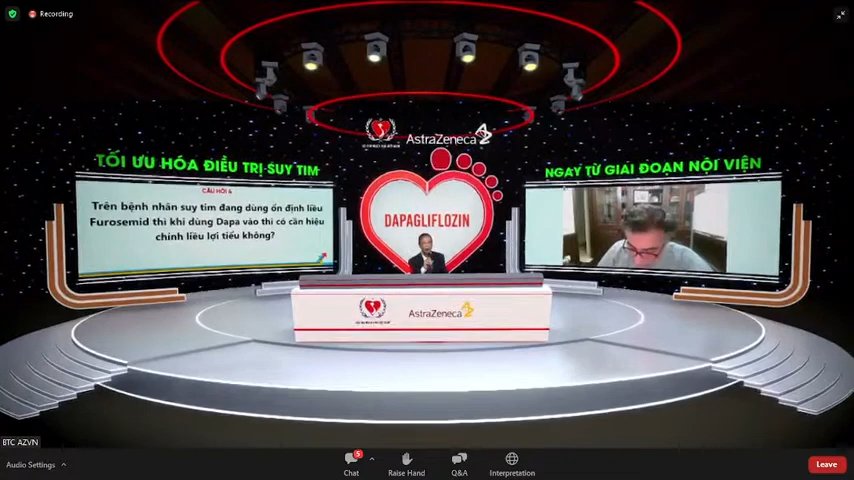 Recording
AstraZeneca
TỐI ƯU HÓA ĐIỀU TRỊ SUY TIM
NGAY TỪ GIAI ĐOẠN NỘI VIỆN
CÂU HỎI 4
Trên bệnh nhân suy tim đang dùng ổn định liều
Furosemid thì khi dùng Dapa vào thì có cần hiệu
chỉnh liều lợi tiểu không?
DAPAGLIFLOZIN
AstraZeneca
BTC AZVN
Audio Settings
5
Chat
Raise Hand
Q&A
Interpretation
Leave